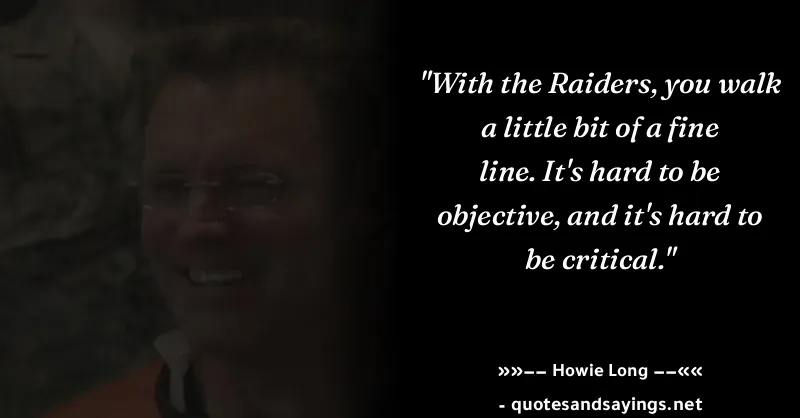 "With the Raiders, you walk
a little bit of a fine
line. It's hard to be
objective, and it's hard to
be critical."
»»−− Howie Long −−««
- quotesandsayings.net